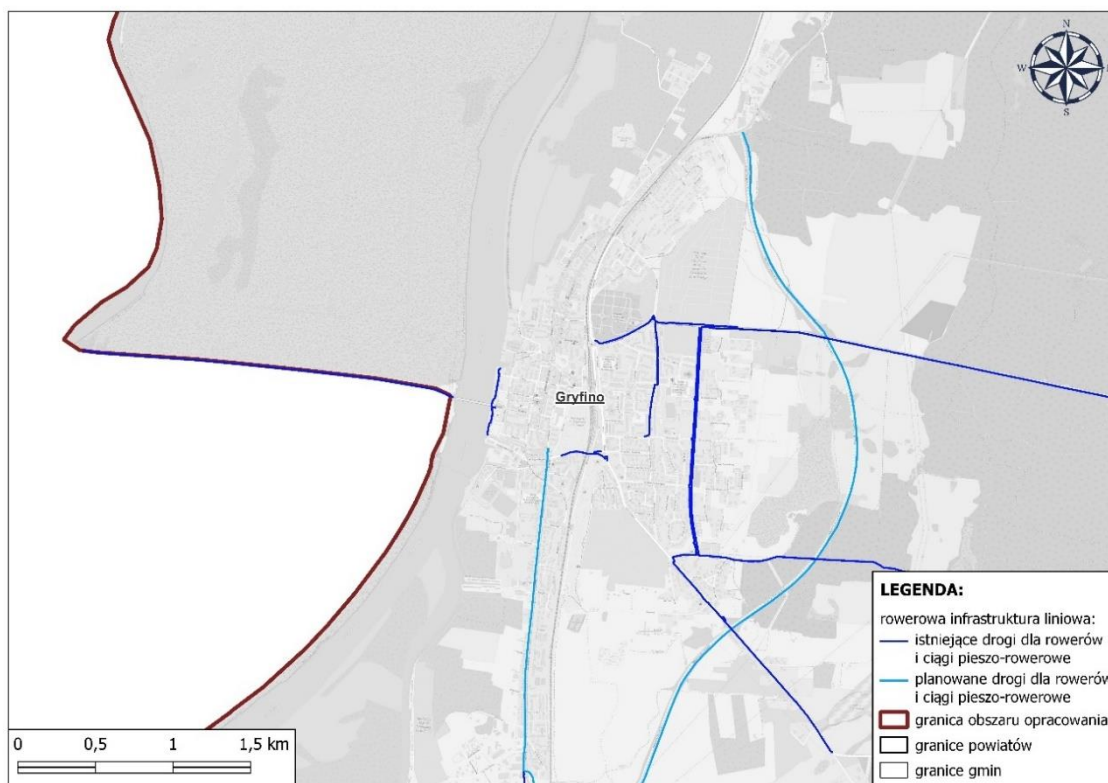 N
W
S
Gryfino
LEGENDA:
rowerowa infrastruktura liniowa:
istniejące drogi dla rowerów
i ciągi pieszo-rowerowe
planowane drogi dla rowerów
i ciągi pieszo-rowerowe
granica obszaru opracowania
granice powiatów
granice gmin
0 0,5 1 1,5 km